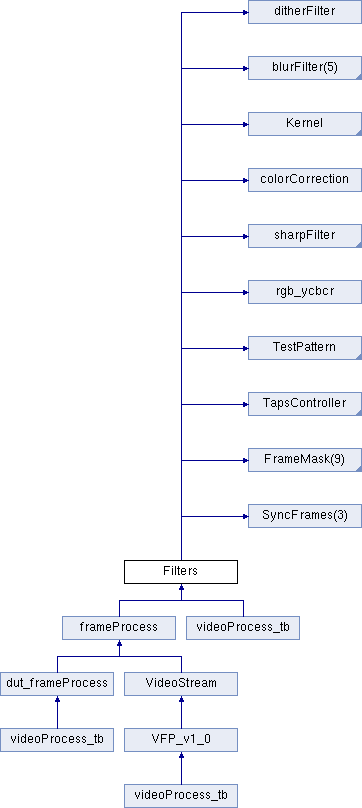 ditherFilter
blurFilter(5)
Kernel
colorCorrection
sharpFilter
rgb_ycbcr
TestPattern
TapsController
FrameMask(9)
SyncFrames(3)
Filters
frameProcess
videoProcess_tb
dut_frameProcess
VideoStream
videoProcess_tb
VFP_v1_0
videoProcess_tb